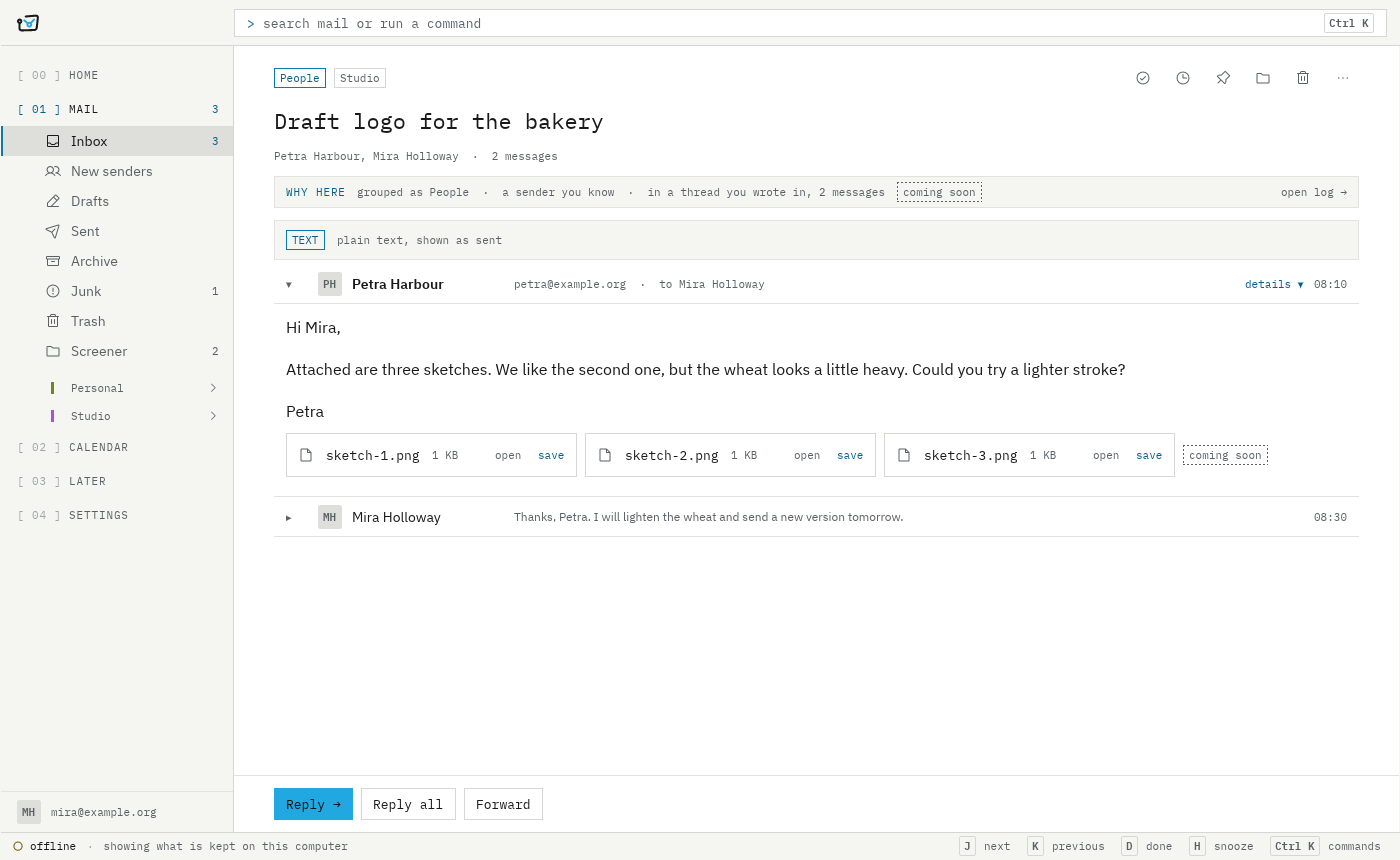 > search mail or run a command Ctrl K
[ 00 ] HOME
[ 01 ] MAIL 3
Inbox 3
New senders
Drafts
Sent
Archive
Junk 1
Trash
Screener 2
Personal
Studio
[ 02 ] CALENDAR
[ 03 ] LATER
[ 04 ] SETTINGS
MH mira@example.org
People Studio ...
Draft logo for the bakery
Petra Harbour, Mira Holloway · 2 messages
WHY HERE grouped as People · a sender you know · in a thread you wrote in, 2 messages coming soon open log →
TEXT plain text, shown as sent
▾ PH Petra Harbour petra@example.org · to Mira Holloway details ▾ 08:10
Hi Mira,
Attached are three sketches. We like the second one, but the wheat looks a little heavy. Could you try a lighter stroke?
Petra
sketch-1.png 1 KB open save sketch-2.png 1 KB open save sketch-3.png 1 KB open save coming soon
▸ MH Mira Holloway Thanks, Petra. I will lighten the wheat and send a new version tomorrow. 08:30
Reply → Reply all Forward
offline · showing what is kept on this computer J next K previous D done H snooze Ctrl K commands